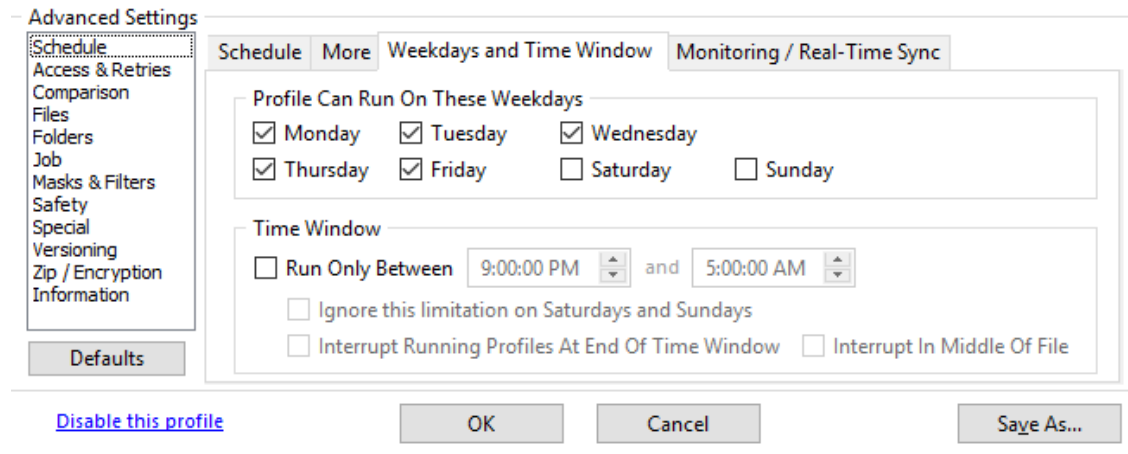 Advanced Settings
Schedule
Access & Retries
Comparison
Files
Folders
Job
Masks & Filters
Safety
Special
Versioning
Zip / Encryption
Information
Defaults
Schedule More Weekdays and Time Window Monitoring / Real-Time Sync
Profile Can Run On These Weekdays
Monday Tuesday Wednesday
Thursday Friday Saturday Sunday
Time Window
Run Only Between 9:00:00 PM and 5:00:00 AM
Ignore this limitation on Saturdays and Sundays
Interrupt Running Profiles At End Of Time Window Interrupt In Middle Of File
Disable this profile OK Cancel Save As...